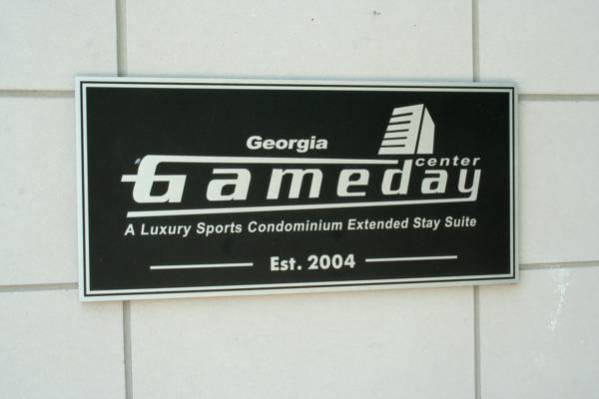 Georgia
Gameday center
A Luxury Sports Condominium Extended Stay Suite
Est. 2004